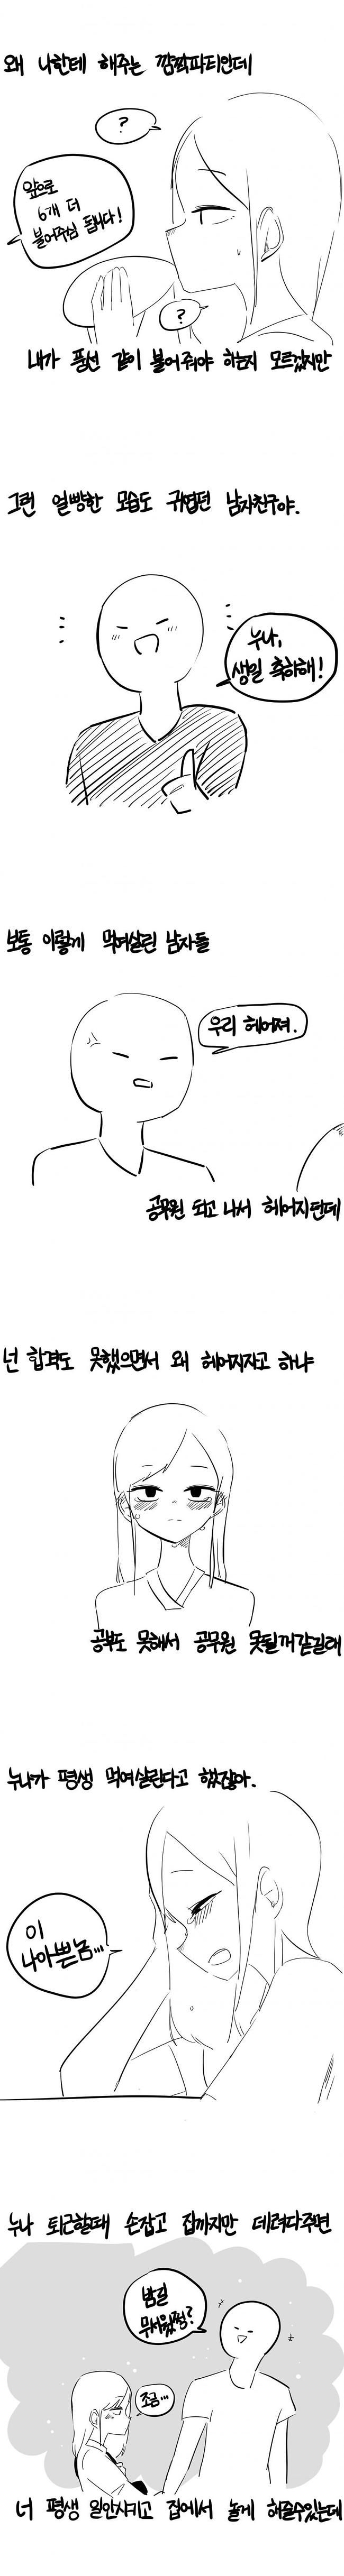 왜 나한테 해주는 깜짝파티인데
?
앞으로
6개 더
불어주심 됩니다!
?
내가 풍선 같이 불어줘야 하는지 모르겠지만
그런 얼빵한 모습도 귀엽던 남자친구야.
누나,
생일 축하해!
보통 이렇게 먹여살린 남자들
우리 헤어져.
공무원 되고 나서 헤어지던데
넌 합격도 못했으면서 왜 헤어지자고 하냐
공부도 못해서 공무원 못될꺼같길래
누나가 평생 먹여살린다고 했잖아.
이
나아쁜놈...
누나 퇴근할때 손잡고 집까지만 데려다주면
밤길
무서웠쪙?
조금...
너 평생 일안시키고 집에서 놀게 해줄수있는데